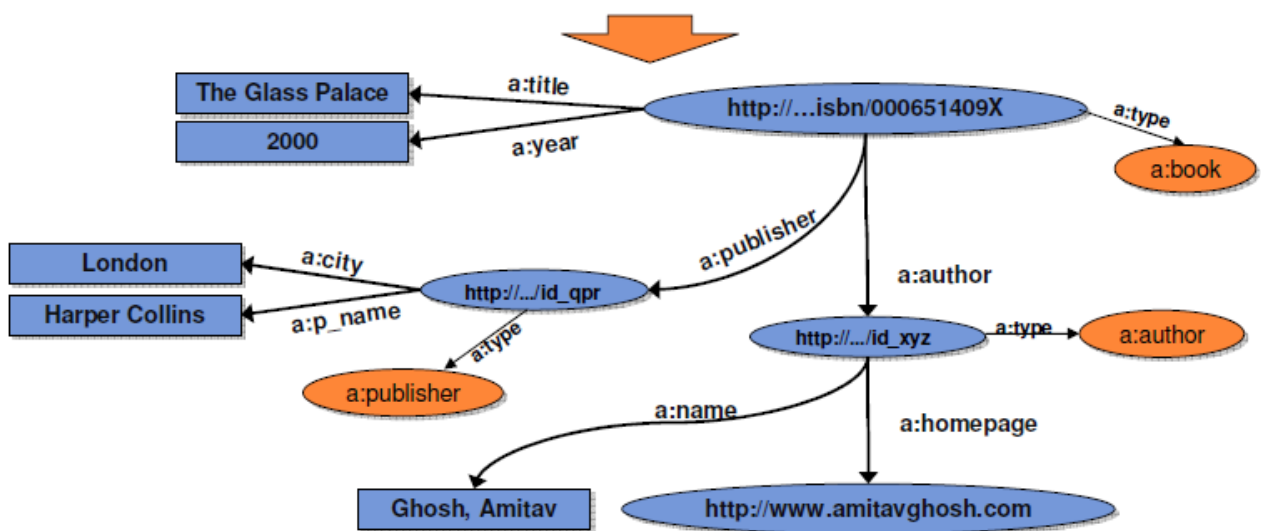 The Glass Palace
a:title
http://...isbn/000651409X
a:type
2000
a:year
a:book
a:publisher
London
a:city
a:author
http://.../id_qpr
Harper Collins
a:p_name
http://.../id_xyz
a:type
a:author
a:type
a:publisher
a:name
a:homepage
Ghosh, Amitav
http://www.amitavghosh.com